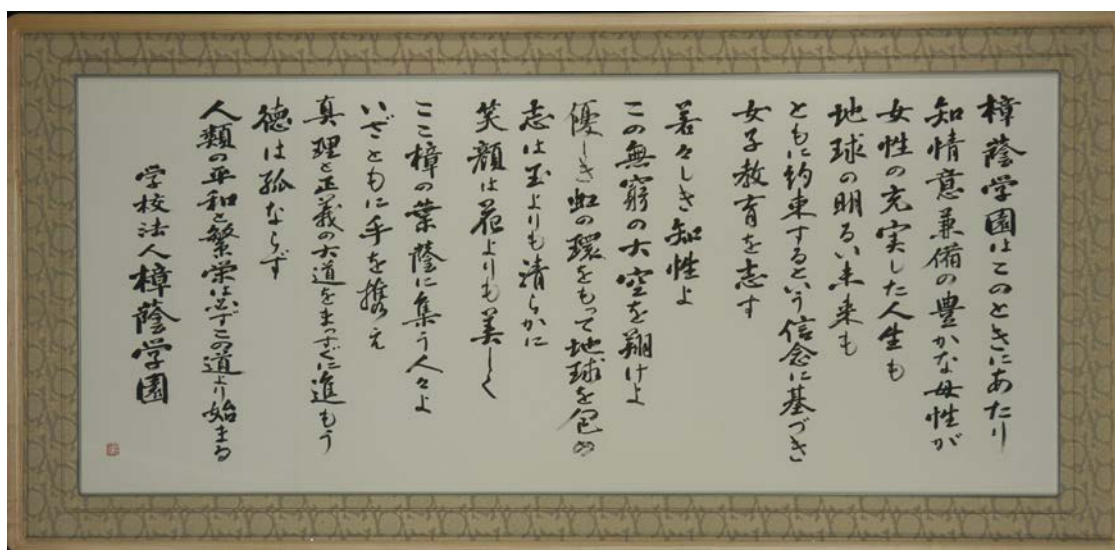 樟蔭学園はこのときにあたり
知情意兼備の豊かな母性が
女性の充実した人生も
地球の明るい未来も
ともに約束するという信念に基づき
女子教育を志す
若々しき知性よ
この無窮の大空を翔けよ
優しき虹の環をもって地球を包め
志は玉よりも清らかに
笑顔は花よりも美しく
ここ樟の葉蔭に集う人々よ
いざともに手を携え
真理と正義の大道をまっすぐに進もう
徳は孤ならず
人類の平和と繁栄は必ずこの道より始まる
学校法人樟蔭学園